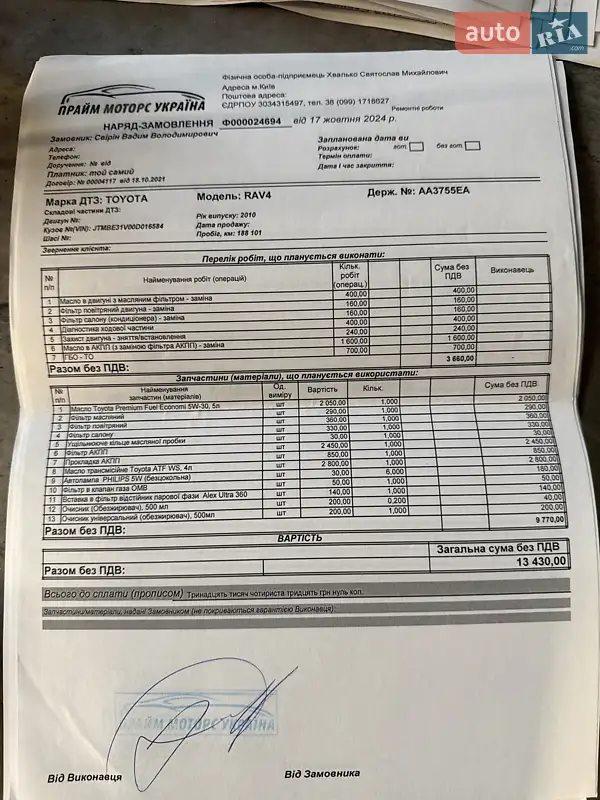 auto RIA .com
Фізична особа-підприємець Хвалько Святослав Михайлович
Адреса м.Київ
Поштова адреса:
ЄДРПОУ 3034315497, тел. 38 (099) 1718627
ПРАЙМ МОТОРС УКРАЇНА
Ремонтні роботи
НАРЯД-ЗАМОВЛЕННЯ Ф000024694 від 17 жовтня 2024 р.
Замовник: Свірін Вадим Володимирович
Адреса:
Телефон:
Доручення: № від
Платник: той самий
Договір: № 00004117 від 18.10.2021
Запланована дата ви
Розрахунок: гот. без гот.
Термін оплати:
Дата і час закриття:
Марка ДТЗ: TOYOTA Модель: RAV4 Держ. №: AA3755EA
Складові частини ДТЗ:
Двигун №:
Кузов №(VIN): JTMBE31V00D016584
Шасі №:
Рік випуску: 2010
Дата продажу:
Пробіг, км: 188 101
Звернення клієнта:
Перелік робіт, що планується виконати:
№ п/п Найменування робіт (операцій) Кільк. робіт (операц.) Сума без ПДВ Виконавець
1 Масло в двигуні з масляним фільтром - заміна 400,00 400,00
2 Фільтр повітряний двигуна - заміна 160,00 160,00
3 Фільтр салону (кондиціонера) - заміна 160,00 160,00
4 Діагностика ходової частини 400,00 400,00
5 Захист двигуна - зняття/встановлення 240,00 240,00
6 Масло в АКПП (з заміною фільтра АКПП) - заміна 1 600,00 1 600,00
7 ГБО - ТО 700,00 700,00
Разом без ПДВ: 3 660,00 -
Запчастини (матеріали), що планується використати:
№ п/п Найменування запчастин (матеріалів) Од. виміру Вартість Кільк. Сума без ПДВ
1 Масло Toyota Premium Fuel Economi 5W-30, 5л шт 2 050,00 1,000 2 050,00
2 Фільтр масляний шт 290,00 1,000 290,00
3 Фільтр повітряний шт 360,00 1,000 360,00
4 Фільтр салону шт 330,00 1,000 330,00
5 Ущільнююче кільце масляної пробки шт 30,00 1,000 30,00
6 Фільтр АКПП шт 2 450,00 1,000 2 450,00
7 Прокладка АКПП шт 850,00 1,000 850,00
8 Масло трансмісійне Toyota ATF WS, 4л шт 2 800,00 1,000 2 800,00
9 Автолампа PHILIPS 5W (безцокольна) шт 30,00 6,000 180,00
10 Фільтр в клапан газа OMB шт 50,00 1,000 50,00
11 Вставка в фільтр відстійник парової фази Alex Ultra 360 шт 140,00 1,000 140,00
12 Очисник (Обезжирювач), 500 мл шт 200,00 0,200 40,00
13 Очисник універсальний (обезжирювач), 500мл шт 200,00 1,000 200,00
Разом без ПДВ: 9 770,00
ВАРТІСТЬ
Загальна сума без ПДВ
Разом без ПДВ: 13 430,00
Всього до сплати (прописом) Тринадцять тисяч чотириста тридцять грн нуль коп.
Запчастини/матеріали, надані Замовником (не покриваються гарантією Виконавця):
ПРАЙМ МОТОРС УКРАЇНА
Від Виконавця Від Замовника